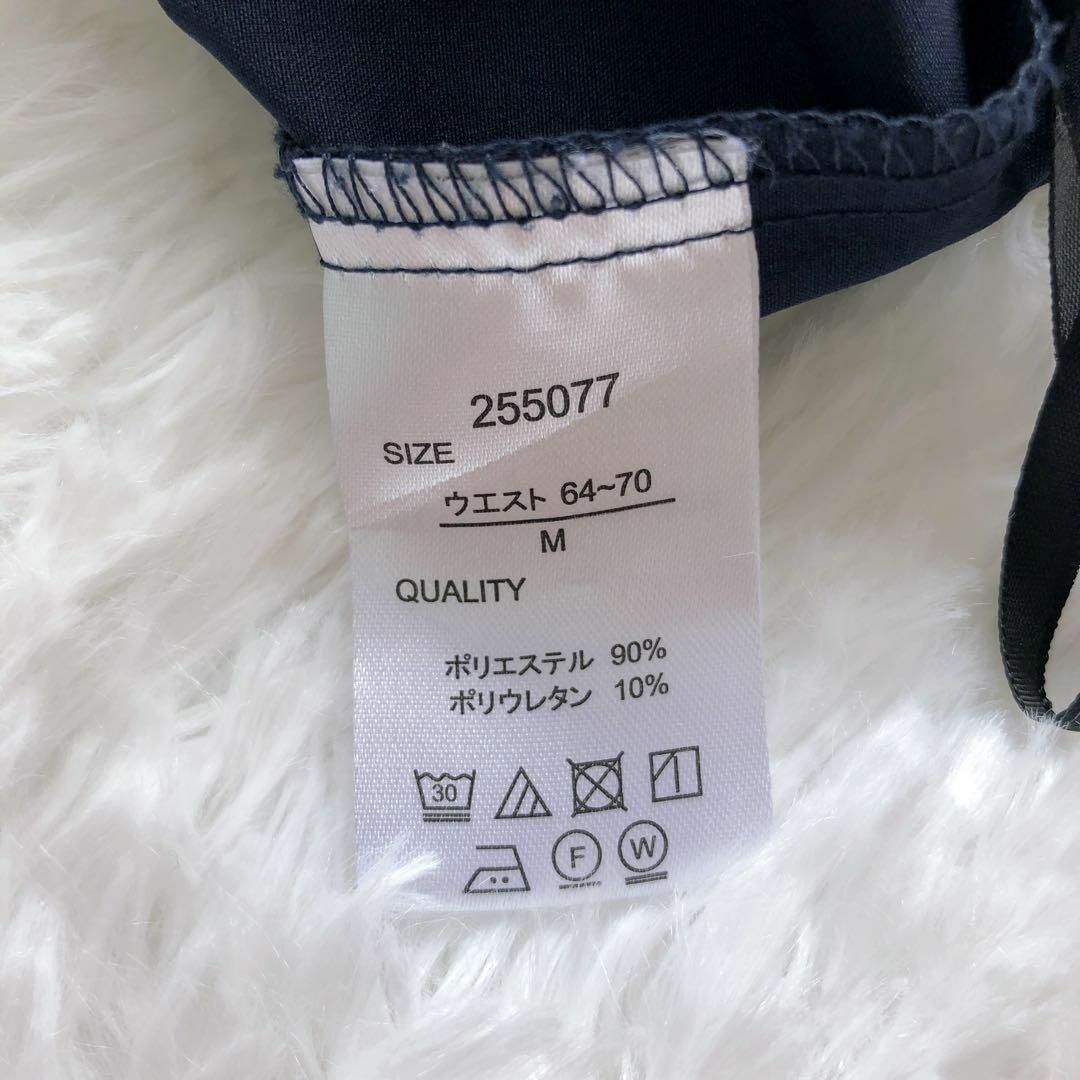 255077
SIZE
ウエスト 64~70
M
QUALITY
ポリエステル 90%
ポリウレタン 10%
30
F W